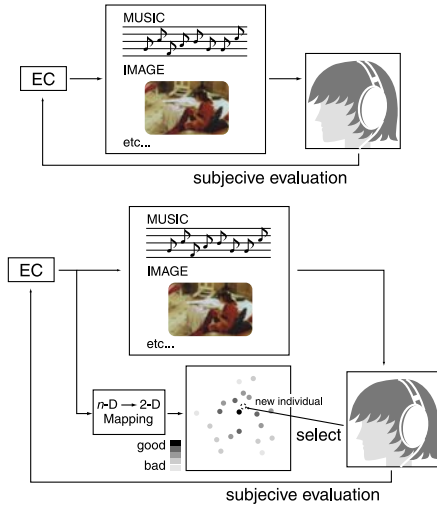 MUSIC
EC
IMAGE
etc...
subjecive evaluation
MUSIC
EC
IMAGE
etc...
n-D → 2-D
Mapping
new individual
good
bad
select
subjecive evaluation